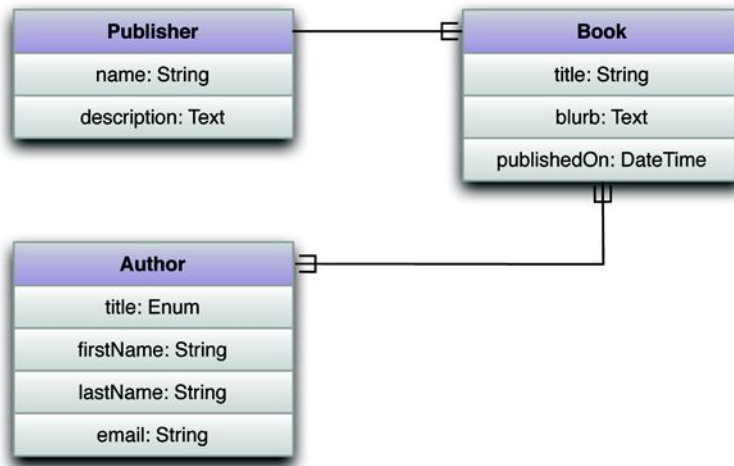 Publisher
name: String
description: Text
Book
title: String
blurb: Text
publishedOn: DateTime
Author
title: Enum
firstName: String
lastName: String
email: String